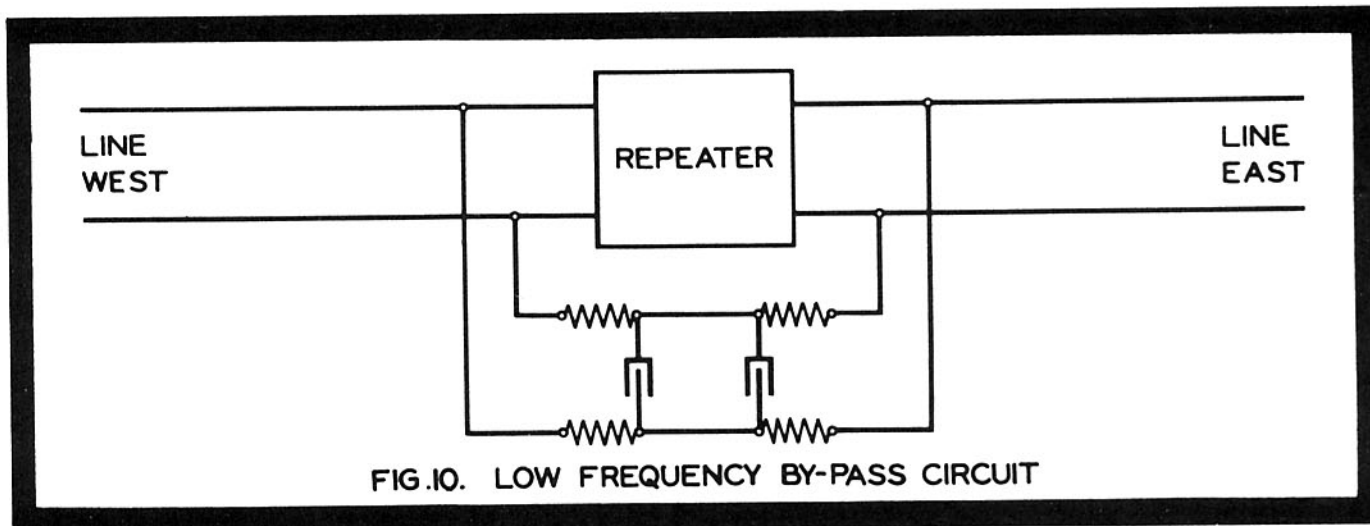 LINE
WEST
REPEATER
LINE
EAST
FIG.10. LOW FREQUENCY BY-PASS CIRCUIT